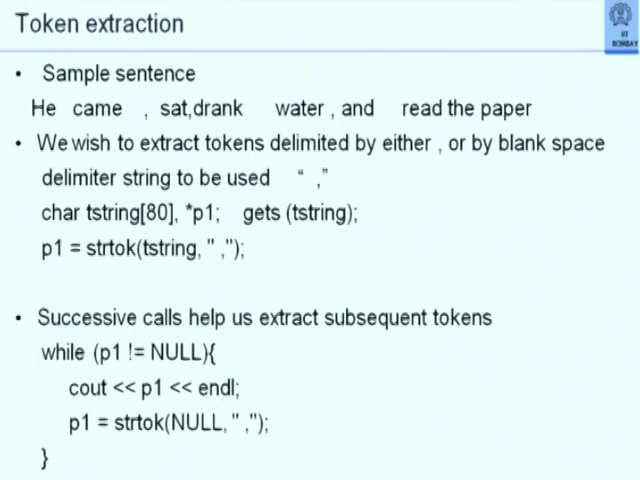 Token extraction
IIT
BOMBAY
• Sample sentence
He came , sat,drank water , and read the paper
• We wish to extract tokens delimited by either , or by blank space
delimiter string to be used “ ,”
char tstring[80], *p1; gets (tstring);
p1 = strtok(tstring, " ,");
• Successive calls help us extract subsequent tokens
while (p1 != NULL){
cout << p1 << endl;
p1 = strtok(NULL, " ,");
}